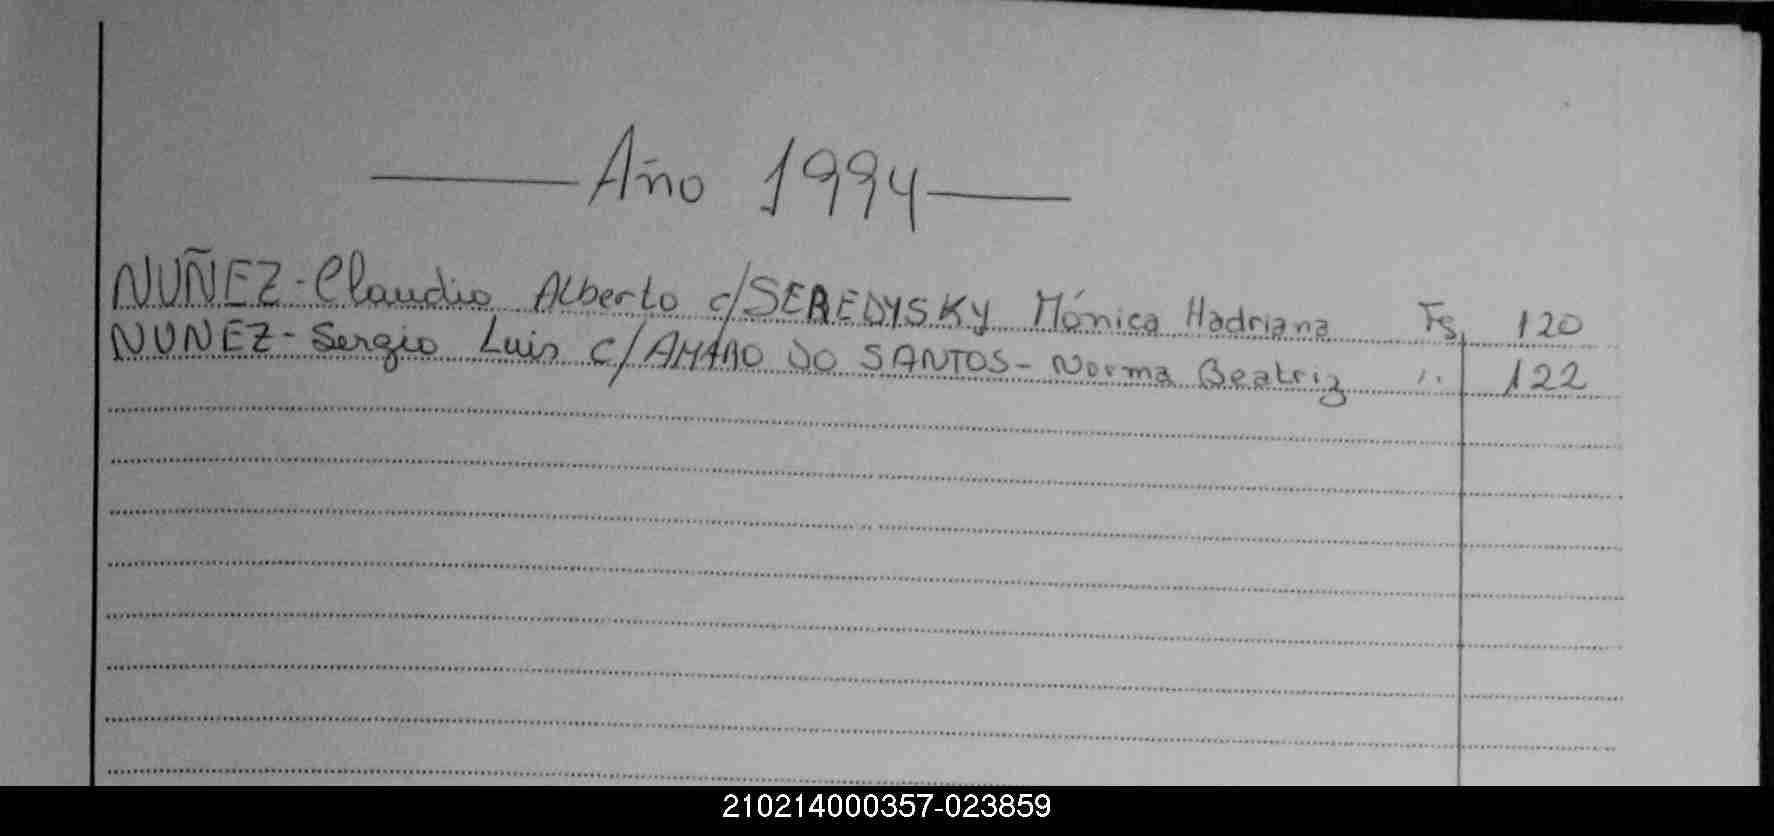 Año 1994
NUÑEZ-Claudio Alberto c/SEREDYSKY Mónica Hadriana Fs. 120
NUNEZ-Sergio Luis c/AMARO DO SANTOS-Norma Beatriz " 122
210214000357-023859